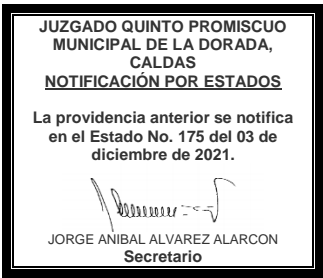 JUZGADO QUINTO PROMISCUO
MUNICIPAL DE LA DORADA,
CALDAS
NOTIFICACIÓN POR ESTADOS
La providencia anterior se notifica
en el Estado No. 175 del 03 de
diciembre de 2021.
JORGE ANIBAL ALVAREZ ALARCON
Secretario